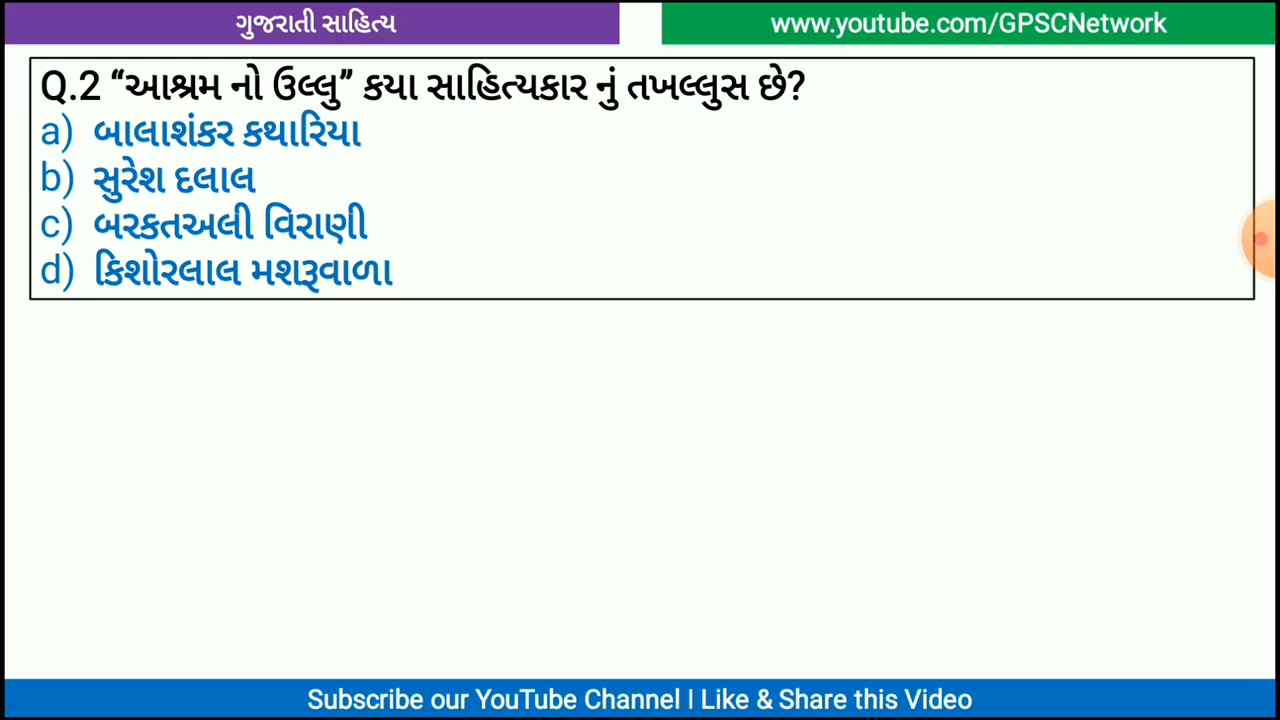 ગુજરાતી સાહિત્ય
www.youtube.com/GPSCNetwork
Q.2 “આશ્રમ નો ઉલ્લુ” કયા સાહિત્યકાર નું તખલ્લુસ છે?
a) બાલાશંકર કથારિયા
b) સુરેશ દલાલ
c) બરકતઅલી વિરાણી
d) કિશોરલાલ મશરૂવાળા
Subscribe our YouTube Channel I Like & Share this Video